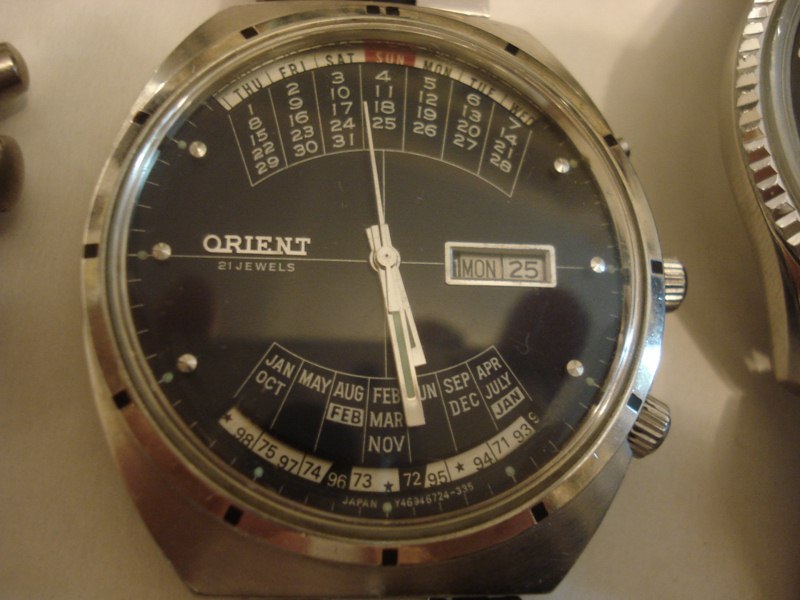 THU FRI SAT SUN MON TUE WED
1 2 3 4 5 6 7
8 9 10 11 12 13 14
15 16 17 18 19 20 21
22 23 24 25 26 27 28
29 30 31
ORIENT
21 JEWELS
MON 25
JAN MAY AUG FEB JUN SEP APR
OCT FEB MAR DEC JULY
NOV JAN
98 75 97 74 96 73 72 95 94 71 93
JAPAN Y46946724-335